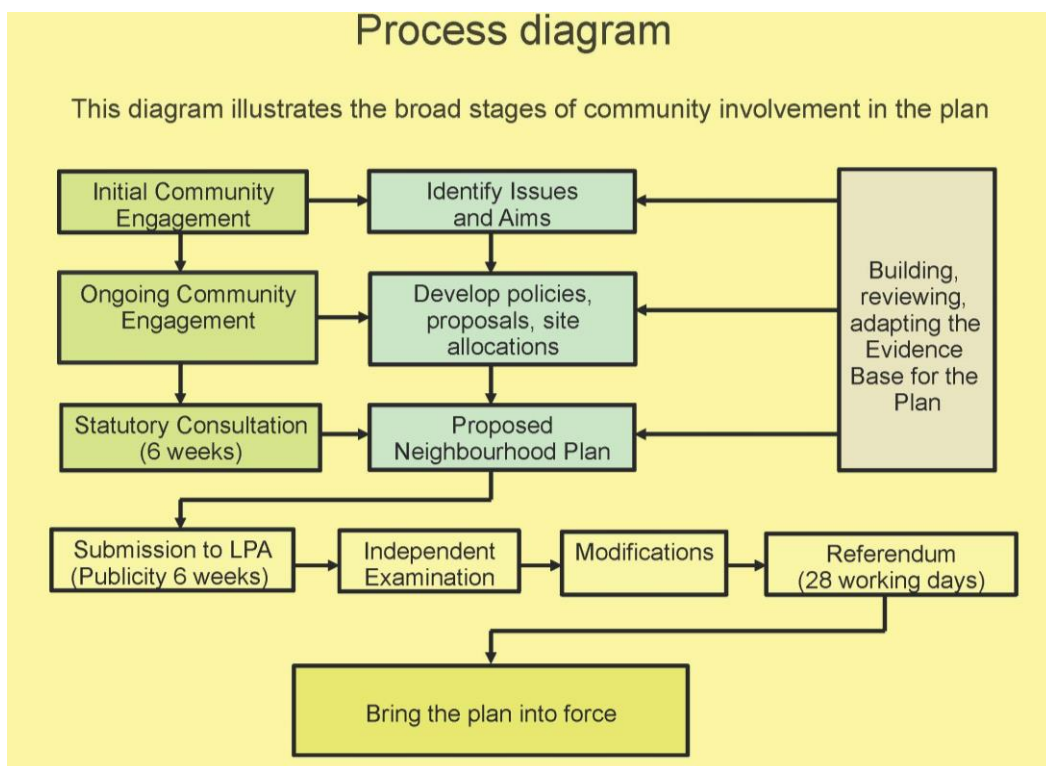 Process diagram
This diagram illustrates the broad stages of community involvement in the plan
Initial Community
Engagement
Identify Issues
and Aims
Ongoing Community
Engagement
Develop policies,
proposals, site
allocations
Building,
reviewing,
adapting the
Evidence
Base for the
Plan
Statutory Consultation
(6 weeks)
Proposed
Neighbourhood Plan
Submission to LPA
(Publicity 6 weeks)
Independent
Examination
Modifications
Referendum
(28 working days)
Bring the plan into force